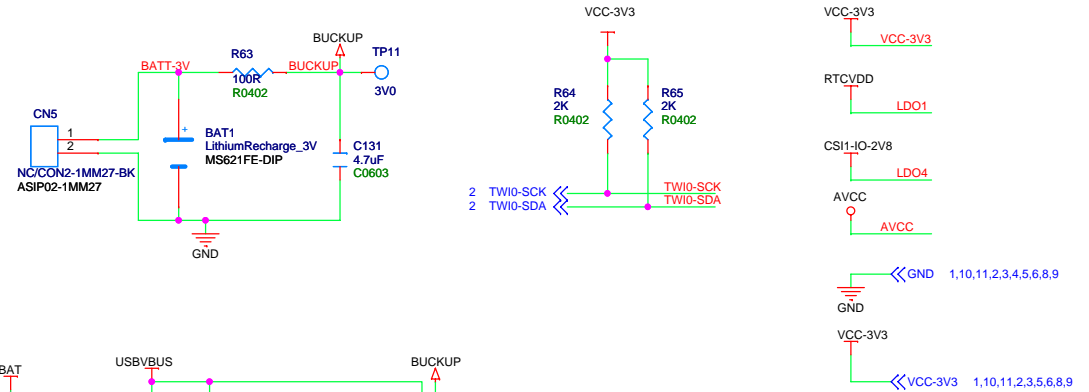 BUCKUP
R63
TP11
BATT-3V
BUCKUP
100R
R0402
3V0
CN5
1
2
BAT1
LithiumRecharge_3V
MS621FE-DIP
+
C131
4.7uF
C0603
NC/CON2-1MM27-BK
ASIP02-1MM27
GND
VCC-3V3
R64
2K
R0402
R65
2K
R0402
2 TWI0-SCK
TWI0-SCK
2 TWI0-SDA
TWI0-SDA
VCC-3V3
VCC-3V3
RTCVDD
LDO1
CSI1-IO-2V8
LDO4
AVCC
AVCC
GND 1,10,11,2,3,4,5,6,8,9
GND
VCC-3V3
VCC-3V3 1,10,11,2,3,5,6,8,9
BAT
USBVBUS
BUCKUP